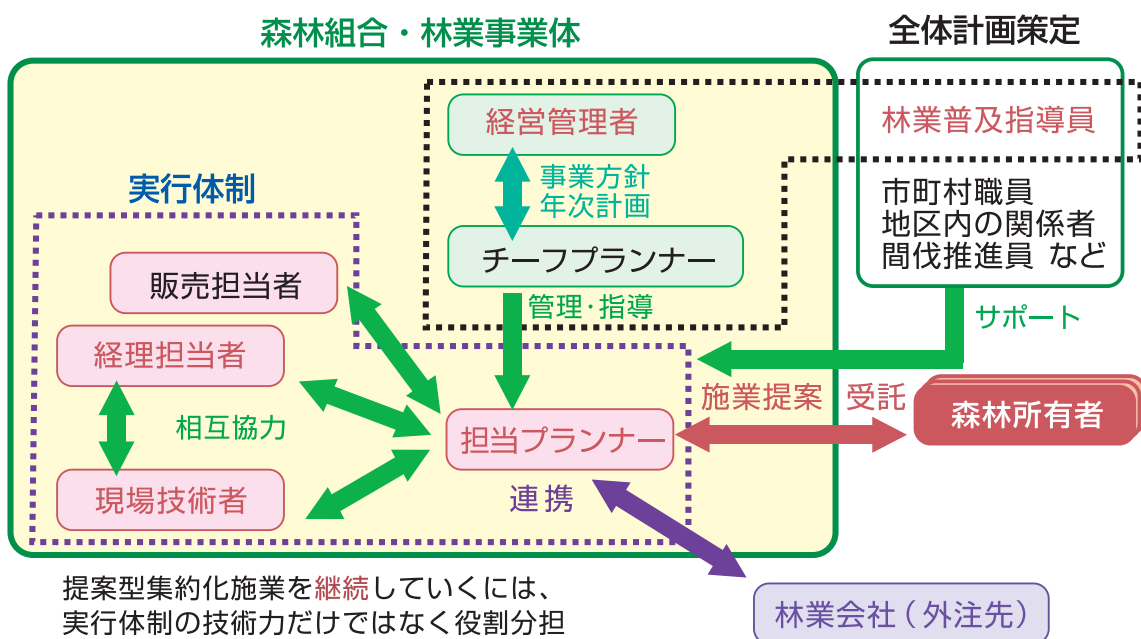 森林組合・林業事業体
全体計画策定
経営管理者
林業普及指導員
事業方針
年次計画
実行体制
市町村職員
地区内の関係者
間伐推進員 など
チーフプランナー
販売担当者
管理・指導
サポート
経理担当者
施業提案 受託
相互協力
担当プランナー
森林所有者
現場技術者
連携
提案型集約化施業を継続していくには、
実行体制の技術力だけではなく役割分担
林業会社（外注先）